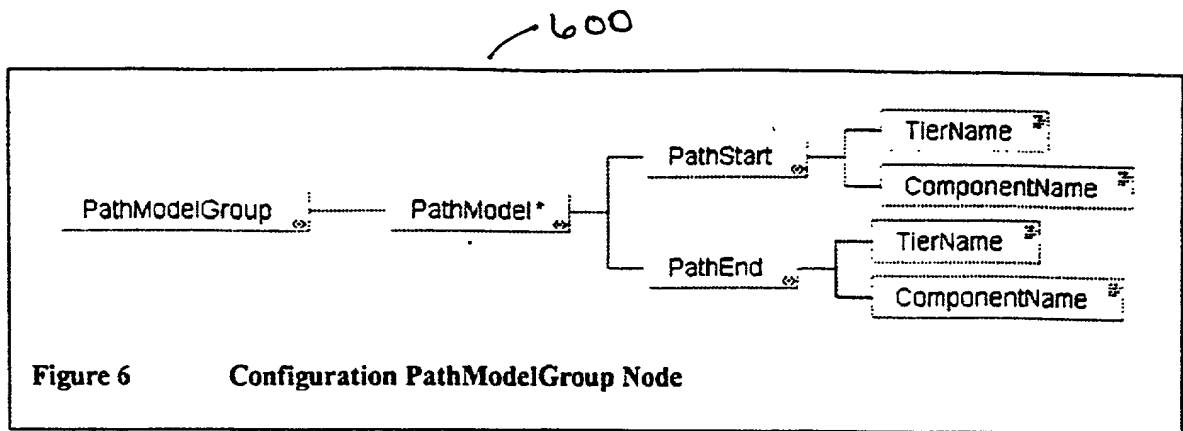 600
TierName
PathStart
ComponentName
PathModelGroup
PathModel*
TierName
PathEnd
ComponentName
Figure 6 Configuration PathModelGroup Node